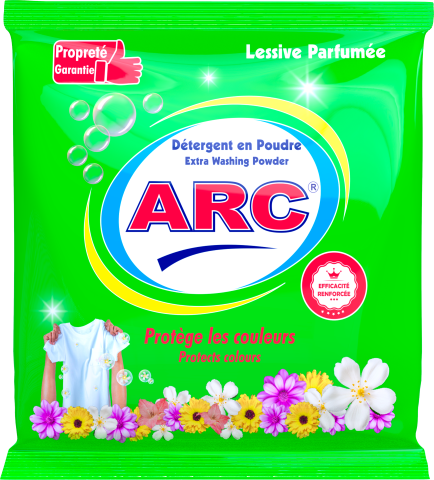 Propreté
Garantie
Lessive Parfumée
Détergent en Poudre
Extra Washing Powder
ARC®
EFFICACITÉ
RENFORCÉE
Protège les couleurs
Protects colours